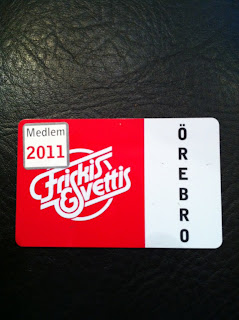 Medlem
2011
Friskis
&Svettis
ÖREBRO